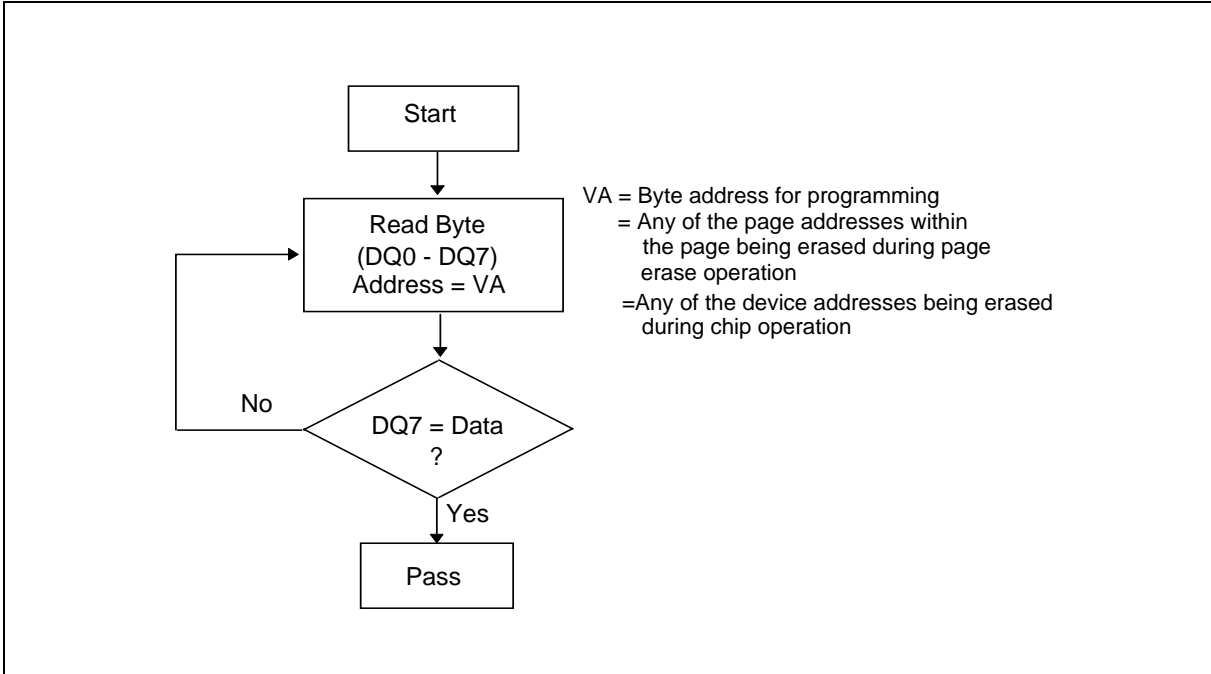 Start
Read Byte
(DQ0 - DQ7)
Address = VA
VA = Byte address for programming
= Any of the page addresses within
the page being erased during page
erase operation
=Any of the device addresses being erased
during chip operation
No
DQ7 = Data
?
Yes
Pass